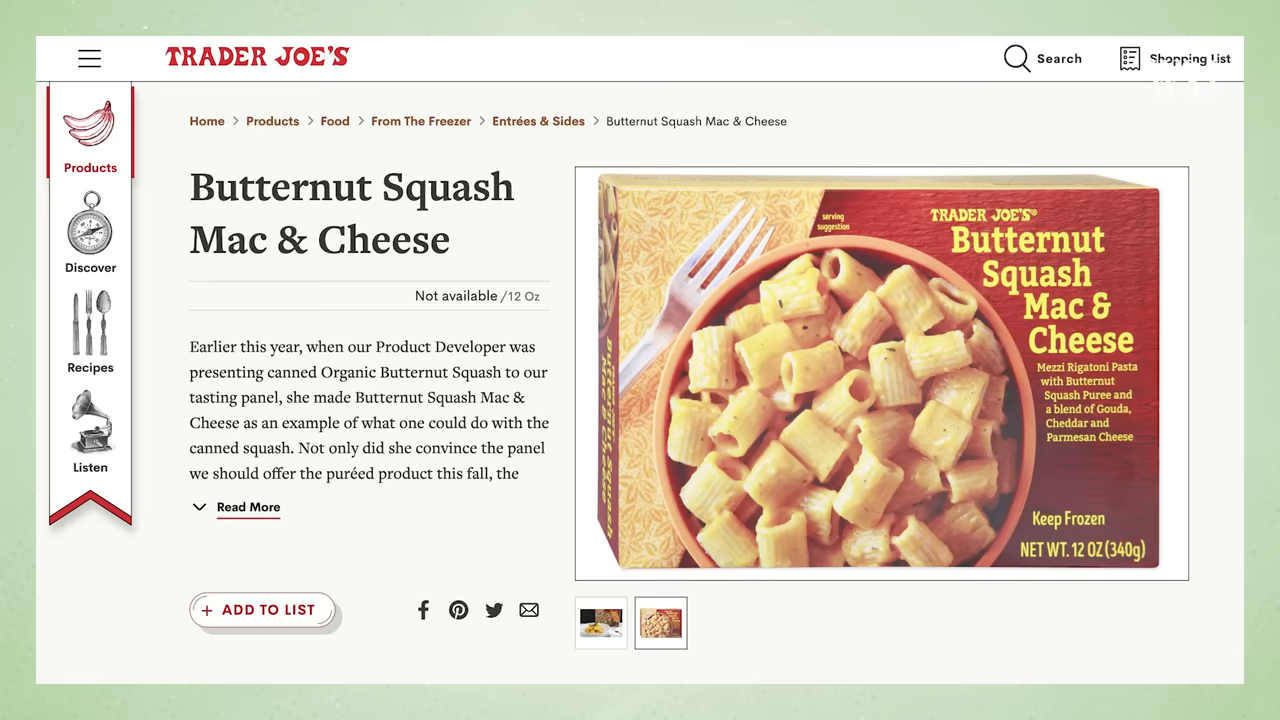 TRADER JOE'S
Search
Shopping List
Products
Discover
Recipes
Listen
Home > Products > Food > From The Freezer > Entrées & Sides > Butternut Squash Mac & Cheese
Butternut Squash
Mac & Cheese
Not available /12 Oz
Earlier this year, when our Product Developer was
presenting canned Organic Butternut Squash to our
tasting panel, she made Butternut Squash Mac &
Cheese as an example of what one could do with the
canned squash. Not only did she convince the panel
we should offer the puréed product this fall, the
Read More
+ ADD TO LIST
serving
suggestion
TRADER JOE'S®
Butternut
Squash
Mac &
Cheese
Mezzi Rigatoni Pasta
with Butternut
Squash Puree and
a blend of Gouda,
Cheddar and
Parmesan Cheese
Keep Frozen
NET WT. 12 OZ (340g)
Butternut Squash
Mac & Cheese